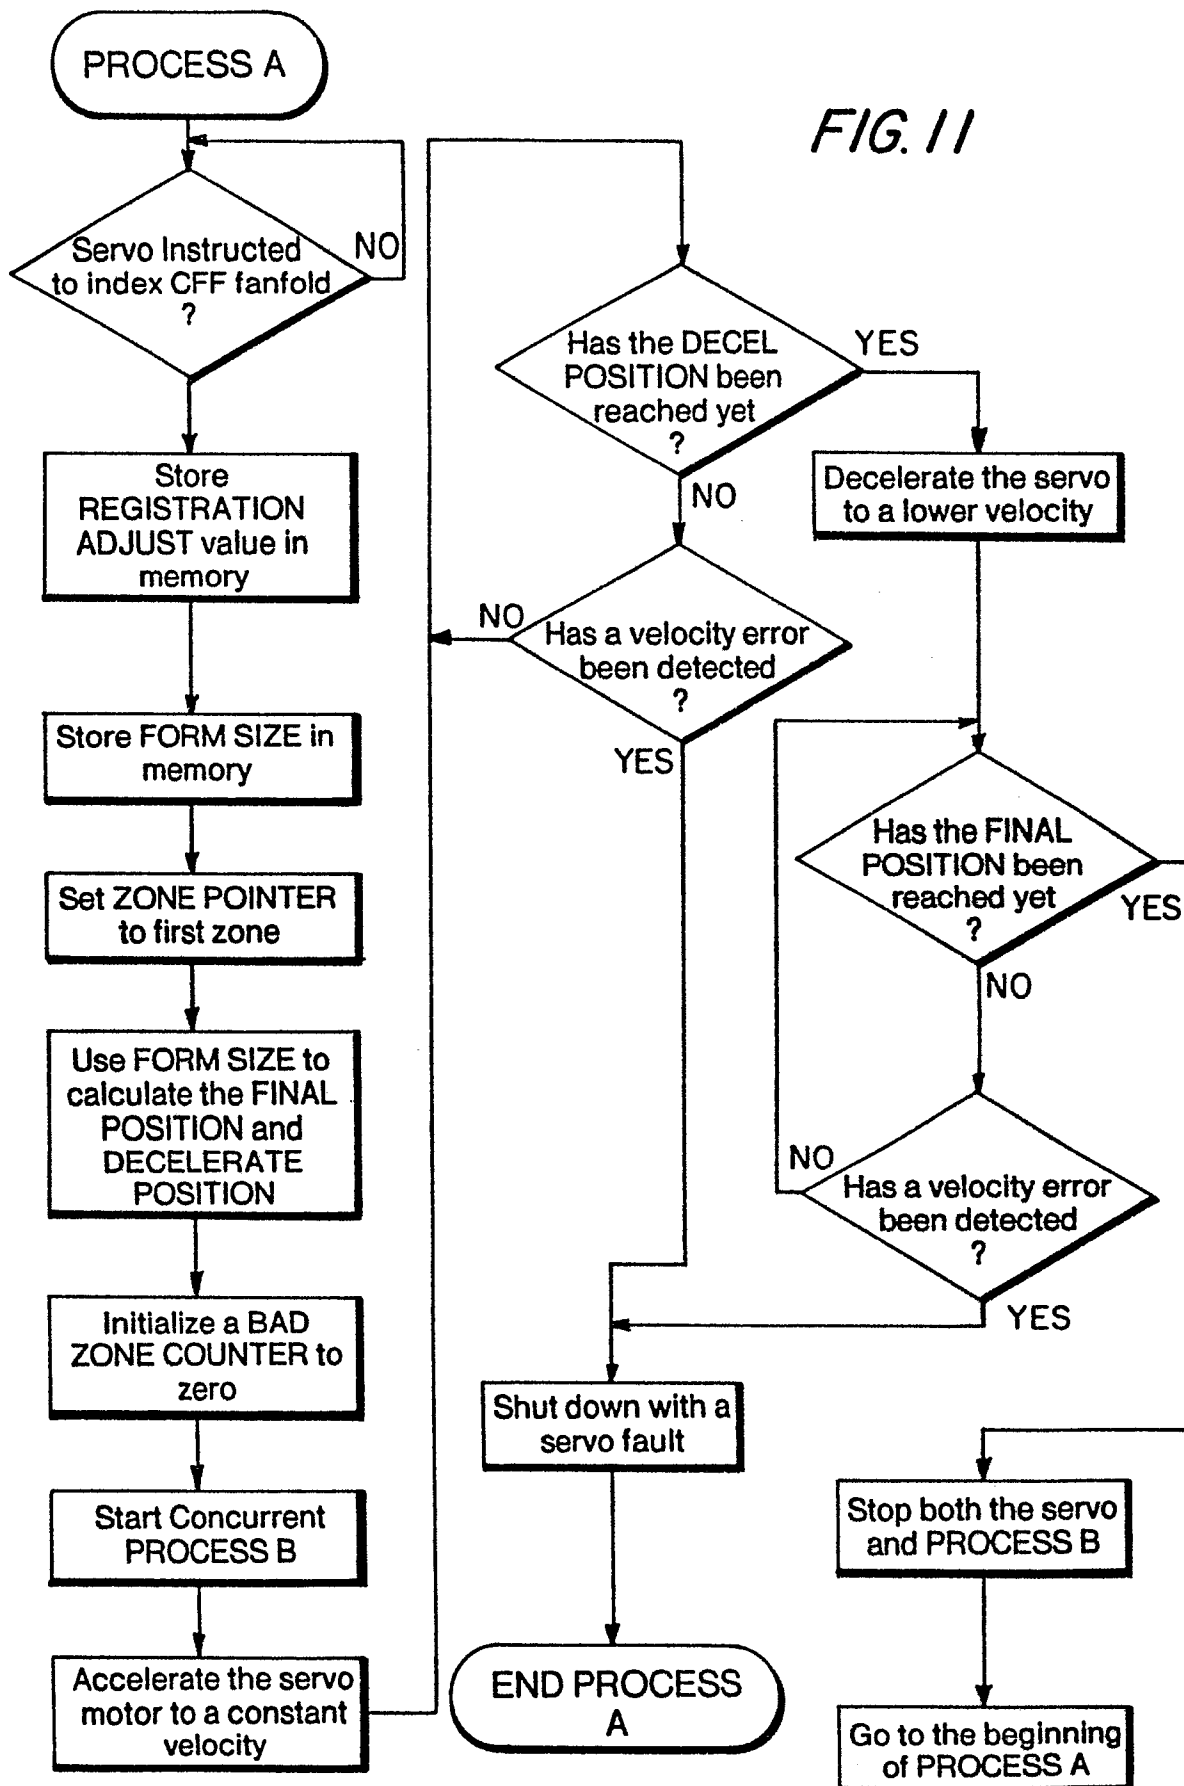 PROCESS A
FIG. 11
Servo Instructed
to index CFF fanfold
?
NO
Store
REGISTRATION
ADJUST value in
memory
Store FORM SIZE in
memory
Set ZONE POINTER
to first zone
Use FORM SIZE to
calculate the FINAL
POSITION and
DECELERATE
POSITION
Initialize a BAD
ZONE COUNTER to
zero
Start Concurrent
PROCESS B
Accelerate the servo
motor to a constant
velocity
Has the DECEL
POSITION been
reached yet
?
YES
NO
Has a velocity error
been detected
?
NO
YES
Decelerate the servo
to a lower velocity
Has the FINAL
POSITION been
reached yet
?
YES
NO
Has a velocity error
been detected
?
NO
YES
Shut down with a
servo fault
END PROCESS
A
Stop both the servo
and PROCESS B
Go to the beginning
of PROCESS A